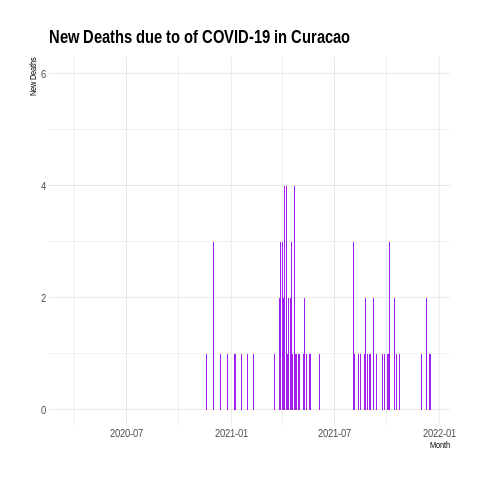 New Deaths due to of COVID-19 in Curacao
New Deaths
6
4
2
0
2020-07 2021-01 2021-07 2022-01
Month